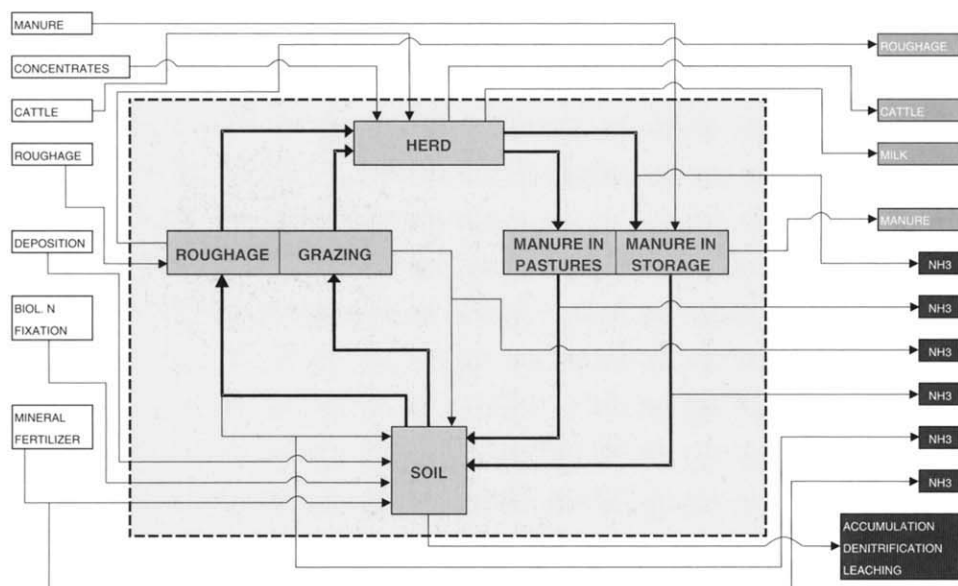 MANURE
CONCENTRATES
CATTLE
ROUGHAGE
DEPOSITION
BIOL. N
FIXATION
MINERAL
FERTILIZER
HERD
ROUGHAGE
GRAZING
MANURE IN
PASTURES
MANURE IN
STORAGE
SOIL
ROUGHAGE
CATTLE
MILK
MANURE
NH3
NH3
NH3
NH3
NH3
NH3
ACCUMULATION
DENITRIFICATION
LEACHING